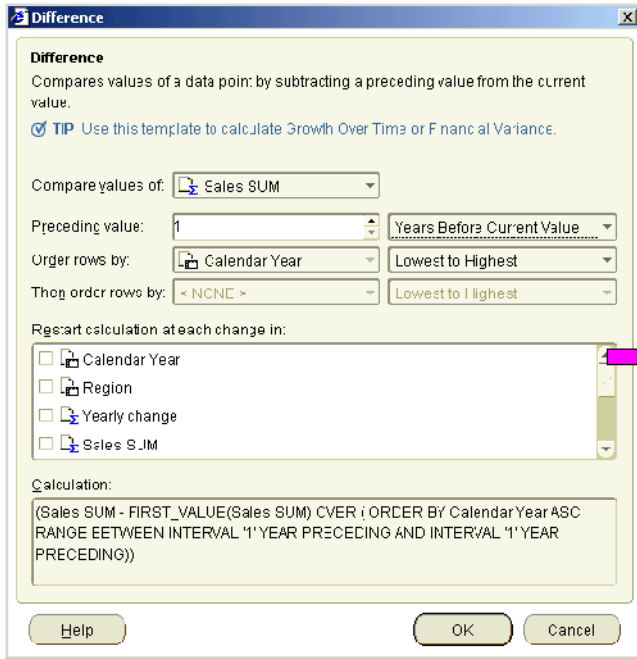 Difference
Difference
Compares values of a data point by subtracting a preceding value from the current
value.
TIP Use this template to calculate Growth Over Time or Financial Variance.
Compare values of: Sales SUM
Preceding value: 1 Years Before Current Value
Order rows by: Calendar Year Lowest to Highest
Then order rows by: < NONE > Lowest to Highest
Restart calculation at each change in:
Calendar Year
Region
Yearly change
Sales SUM
Calculation:
(Sales SUM - FIRST_VALUE(Sales SUM) OVER ( ORDER BY Calendar Year ASC
RANGE BETWEEN INTERVAL '1' YEAR PRECEDING AND INTERVAL '1' YEAR
PRECEDING))
Help OK Cancel